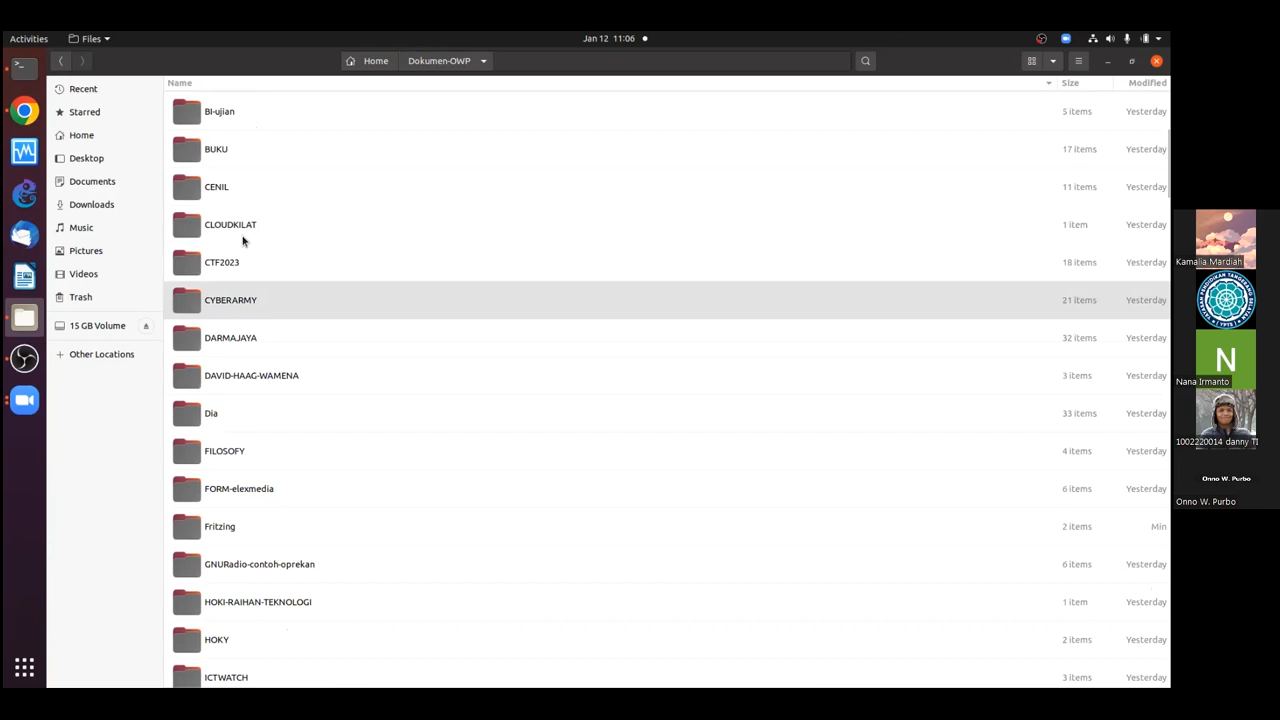 Activities
Files
Jan 12 11:06
Home
Dokumen-OWP
Name
Size
Modified
Recent
Starred
Home
Desktop
Documents
Downloads
Music
Pictures
Videos
Trash
15 GB Volume
Other Locations
BI-ujian
5 items
Yesterday
BUKU
17 items
Yesterday
CENIL
11 items
Yesterday
CLOUDKILAT
1 item
Yesterday
CTF2023
18 items
Yesterday
CYBERARMY
21 items
Yesterday
DARMAJAYA
32 items
Yesterday
DAVID-HAAG-WAMENA
3 items
Yesterday
Dia
33 items
Yesterday
FILOSOFY
4 items
Yesterday
FORM-elexmedia
6 items
Yesterday
Fritzing
2 items
Min
GNURadio-contoh-oprekan
6 items
Yesterday
HOKI-RAIHAN-TEKNOLOGI
1 item
Yesterday
HOKY
2 items
Yesterday
ICTWATCH
3 items
Yesterday
Kamalia Mardiah
N
Nana Irmanto
1002220014 danny TI
Onno W. Purbo
Onno W. Purbo